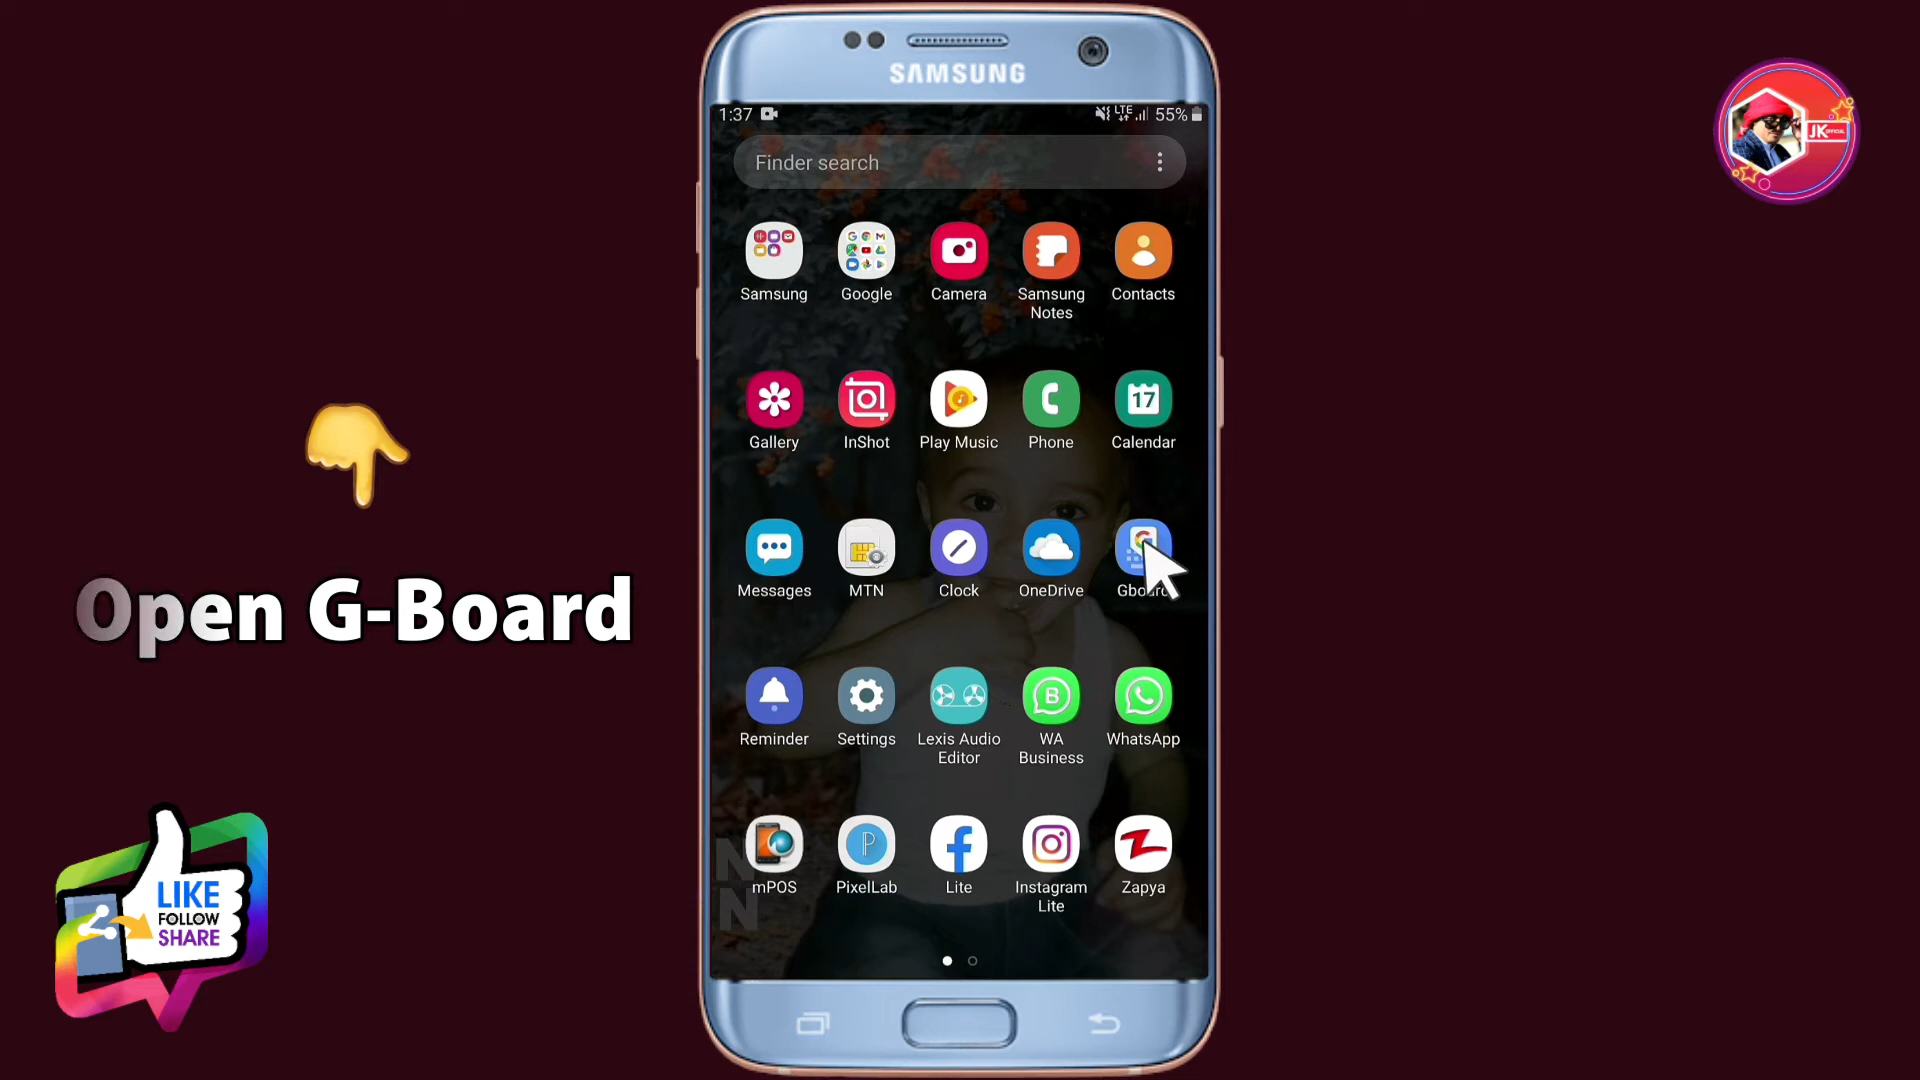 SAMSUNG
1:37
LTE
55%
Finder search
JK
Samsung
Google
Camera
Samsung
Notes
Contacts
Gallery
InShot
Play Music
Phone
17
Calendar
Messages
MTN
Clock
OneDrive
Open G-Board
Reminder
Settings
Lexis Audio
Editor
B
WA
Business
WhatsApp
LIKE
FOLLOW
SHARE
mPOS
P
PixelLab
Lite
Instagram
Lite
Zapya